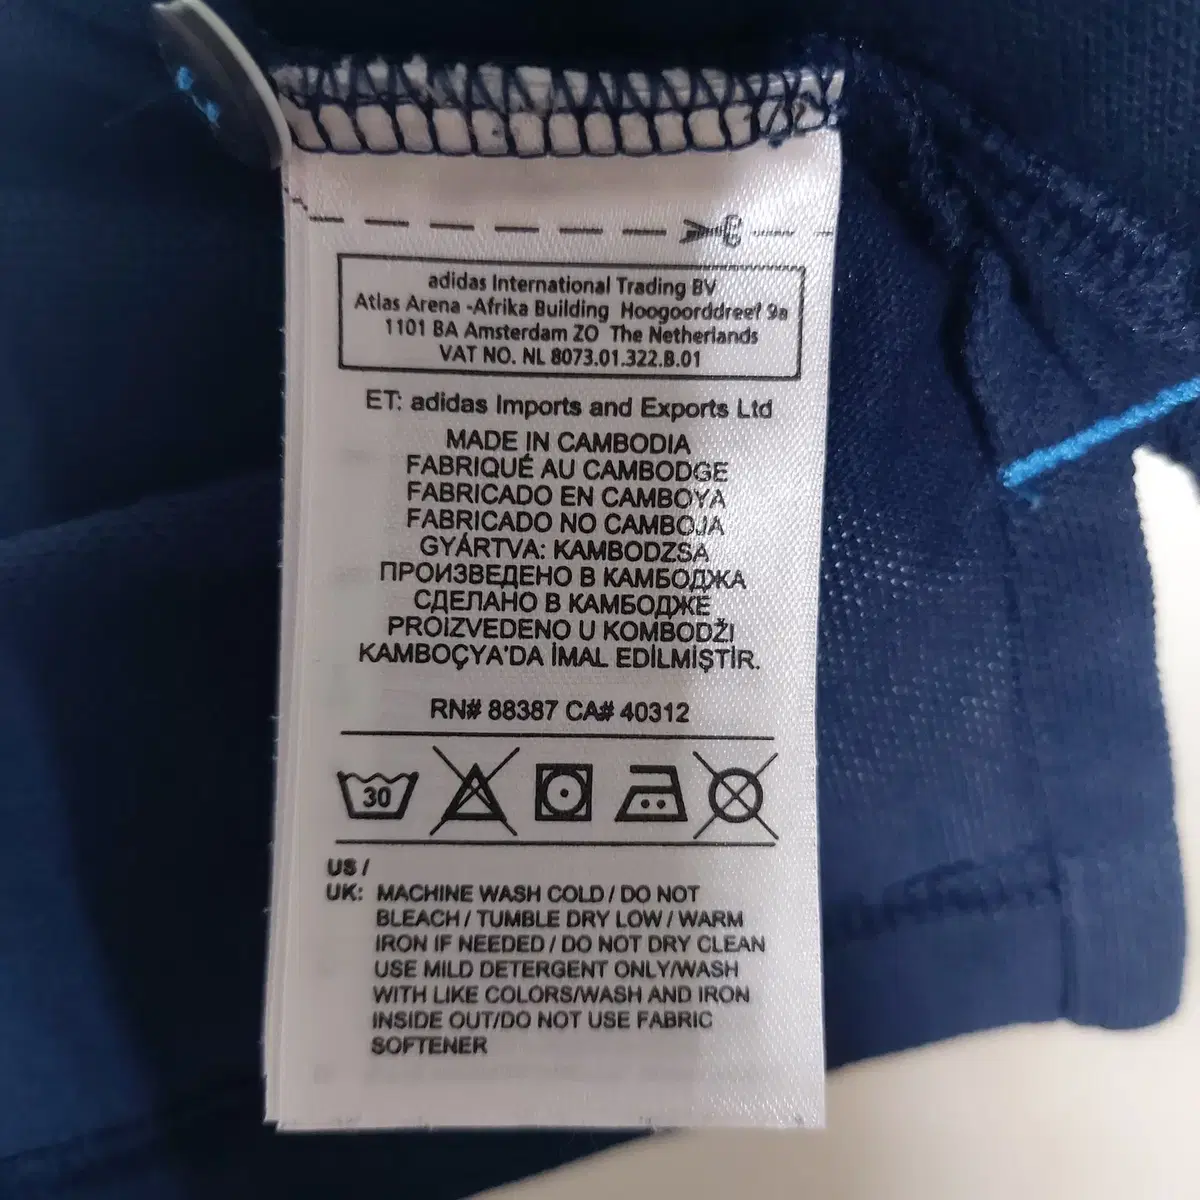 adidas International Trading BV
Atlas Arena -Afrika Building Hoogoorddreef 9a
1101 BA Amsterdam ZO The Netherlands
VAT NO. NL 8073.01.322.B.01
ET: adidas Imports and Exports Ltd
MADE IN CAMBODIA
FABRIQUÉ AU CAMBODGE
FABRICADO EN CAMBOYA
FABRICADO NO CAMBOJA
GYÁRTVA: KAMBODZSA
ПРОИЗВЕДЕНО В КАМБОДЖА
СДЕЛАНО В КАМБОДЖЕ
PROIZVEDENO U KOMBODŽI
KAMBOÇYA'DA İMAL EDİLMİŞTİR.
RN# 88387 CA# 40312
30
US /
UK: MACHINE WASH COLD / DO NOT
BLEACH / TUMBLE DRY LOW / WARM
IRON IF NEEDED / DO NOT DRY CLEAN
USE MILD DETERGENT ONLY/WASH
WITH LIKE COLORS/WASH AND IRON
INSIDE OUT/DO NOT USE FABRIC
SOFTENER